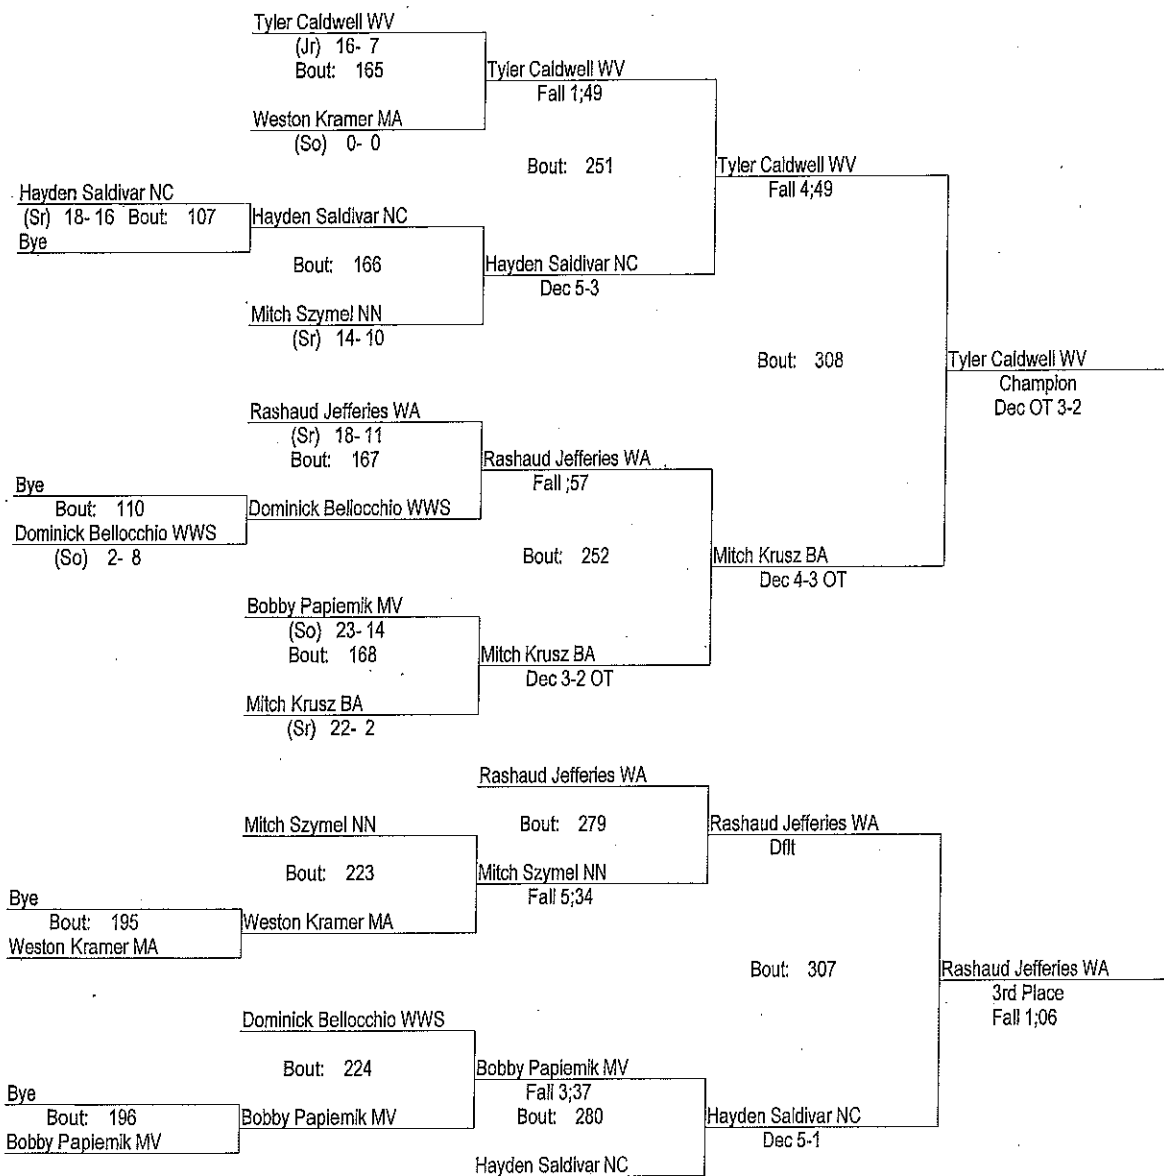 Tyler Caldwell WV
(Jr) 16- 7
Bout: 165
Tyler Caldwell WV
Fall 1;49
Weston Kramer MA
(So) 0- 0
Bout: 251
Tyler Caldwell WV
Fall 4;49
Hayden Saldivar NC
(Sr) 18- 16 Bout: 107
Bye
Hayden Saldivar NC
Bout: 166
Hayden Saldivar NC
Dec 5-3
Mitch Szymel NN
(Sr) 14- 10
Bout: 308
Tyler Caldwell WV
Champion
Dec OT 3-2
Rashaud Jefferies WA
(Sr) 18- 11
Bout: 167
Rashaud Jefferies WA
Fall ;57
Bye
Bout: 110
Dominick Bellocchio WWS
(So) 2- 8
Dominick Bellocchio WWS
Bout: 252
Mitch Krusz BA
Dec 4-3 OT
Bobby Papiernik MV
(So) 23- 14
Bout: 168
Mitch Krusz BA
Dec 3-2 OT
Mitch Krusz BA
(Sr) 22- 2
Rashaud Jefferies WA
Mitch Szymel NN
Bout: 279
Rashaud Jefferies WA
Dflt
Bout: 223
Mitch Szymel NN
Fall 5;34
Bye
Bout: 195
Weston Kramer MA
Weston Kramer MA
Bout: 307
Rashaud Jefferies WA
3rd Place
Fall 1;06
Dominick Bellocchio WWS
Bout: 224
Bobby Papiernik MV
Fall 3;37
Bout: 280
Bye
Bout: 196
Bobby Papiernik MV
Bobby Papiernik MV
Hayden Saldivar NC
Dec 5-1
Hayden Saldivar NC